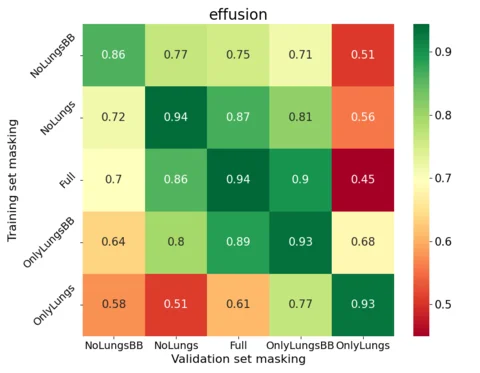 effusion
Training set masking
NoLungsBB 0.86 0.77 0.75 0.71 0.51
NoLungs 0.72 0.94 0.87 0.81 0.56
Full 0.7 0.86 0.94 0.9 0.45
OnlyLungsBB 0.64 0.8 0.89 0.93 0.68
OnlyLungs 0.58 0.51 0.61 0.77 0.93
NoLungsBB NoLungs Full OnlyLungsBB OnlyLungs
Validation set masking
0.9
0.8
0.7
0.6
0.5